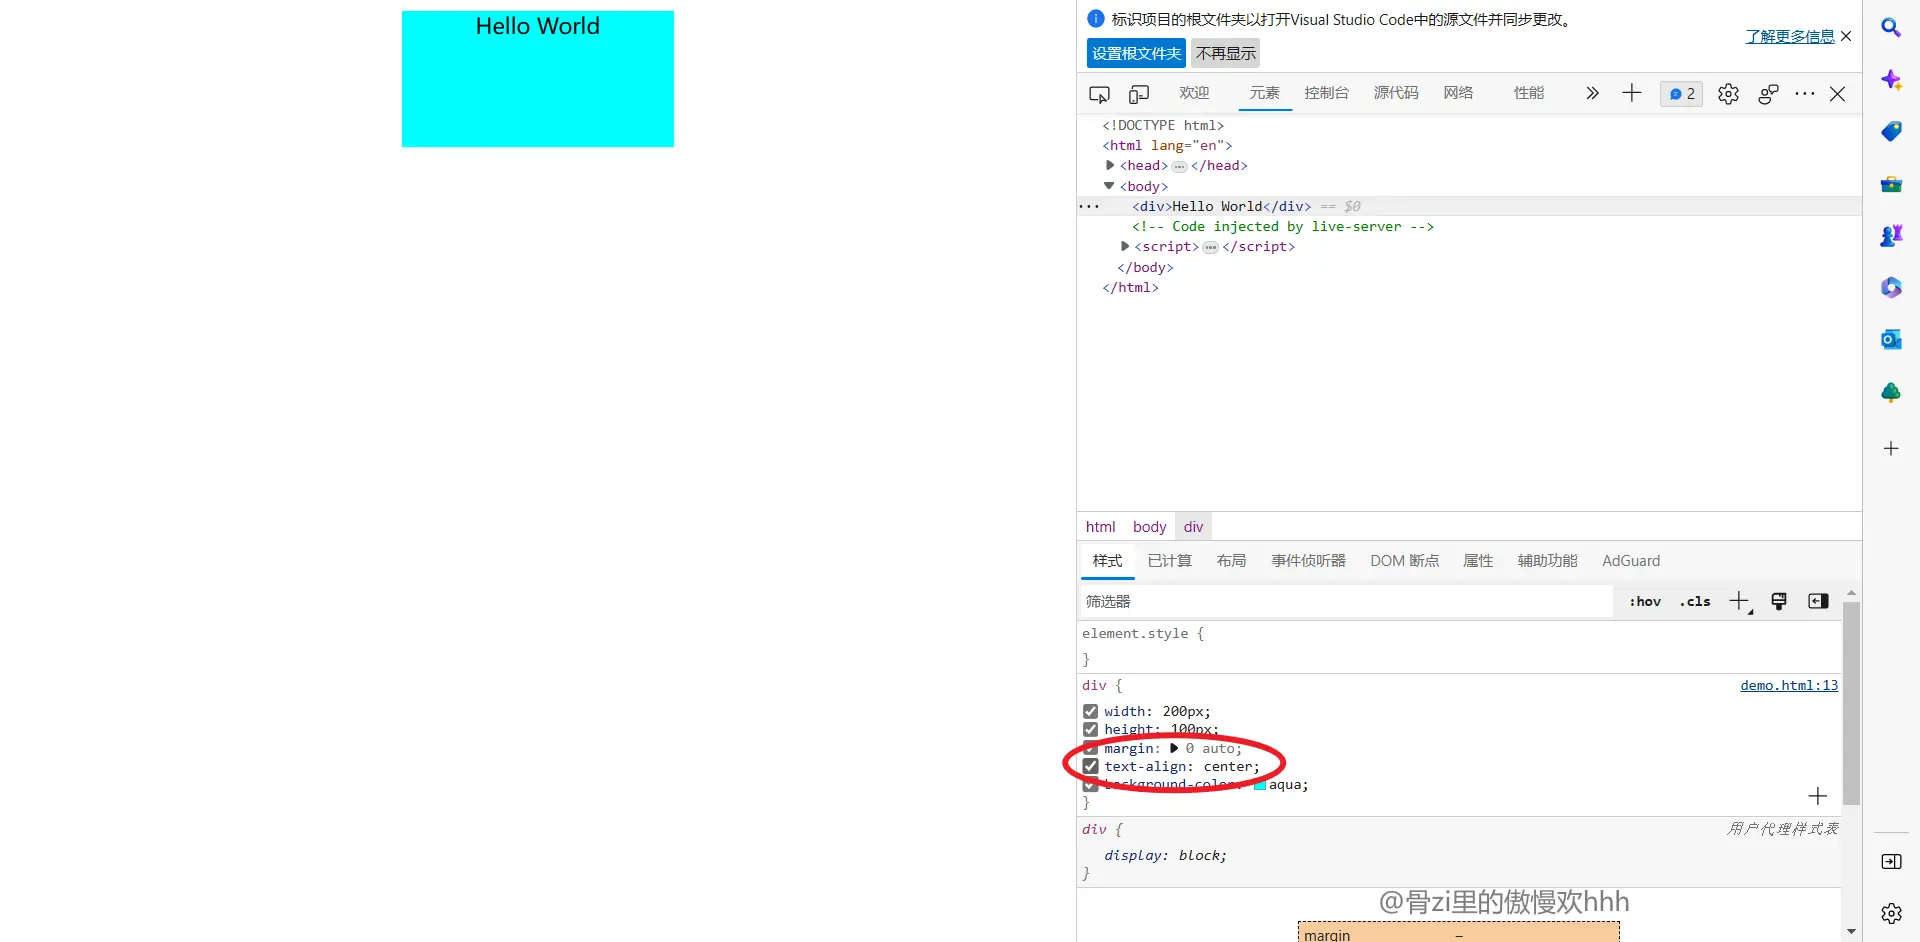 Hello World
标识项目的根文件夹以打开Visual Studio Code中的源文件并同步更改。
设置根文件夹 不再显示
了解更多信息
欢迎 元素 控制台 源代码 网络 性能 2
<!DOCTYPE html>
<html lang="en">
<head> ⋯ </head>
<body>
<div>Hello World</div> == $0
<!-- Code injected by live-server -->
<script> ⋯ </script>
</body>
</html>
html body div
样式 已计算 布局 事件侦听器 DOM 断点 属性 辅助功能 AdGuard
筛选器 :hov .cls
element.style {
}
div { demo.html:13
width: 200px;
height: 100px;
margin: 0 auto;
text-align: center;
background-color: aqua;
}
div { 用户代理样式表
display: block;
}
@骨zi里的傲慢欢hhh
margin –